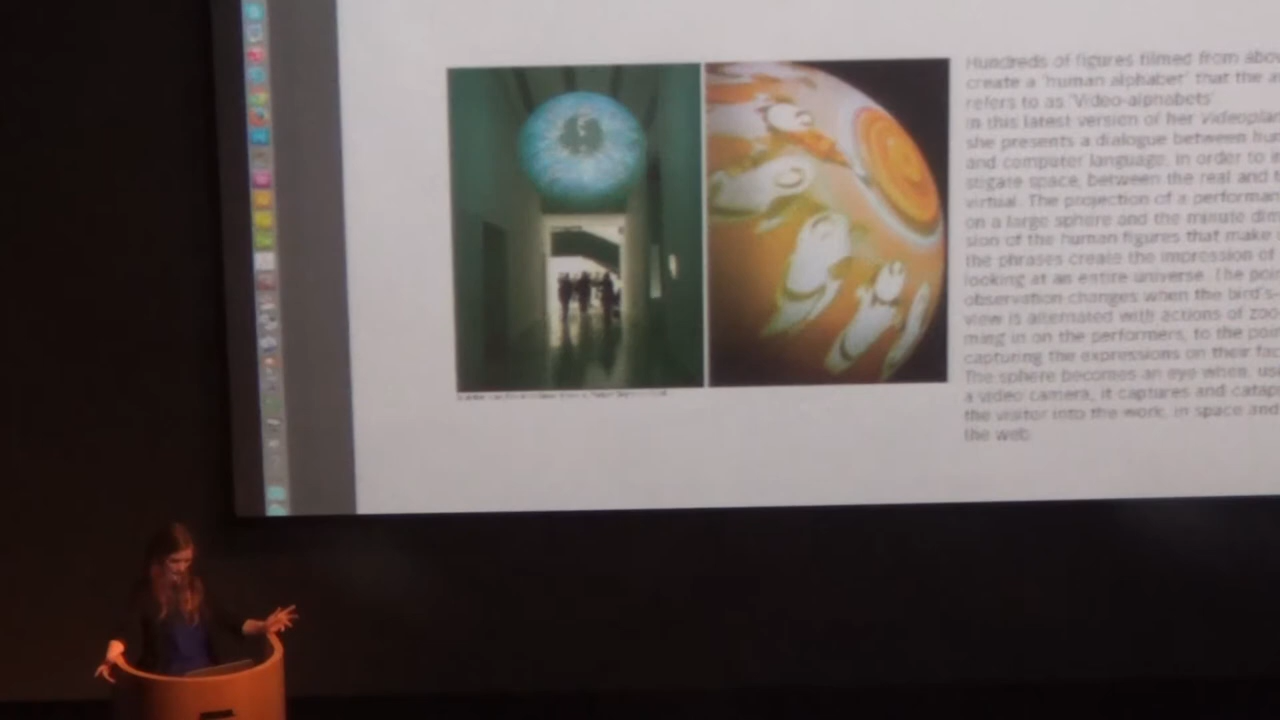 Hundreds of figures filmed from abov
create a 'human alphabet' that the a
refers to as 'Video-alphabets'
In this latest version of her Videoplan
she presents a dialogue between hu
and computer language, in order to in
stigate space, between the real and t
virtual. The projection of a performan
on a large sphere and the minute dim
sion of the human figures that make
the phrases create the impression of
looking at an entire universe. The poi
observation changes when the bird's-
view is alternated with actions of zoo
ming in on the performers, to the poi
capturing the expressions on their fac
The sphere becomes an eye when, us
a video camera, it captures and catap
the visitor into the work, in space and
the web.